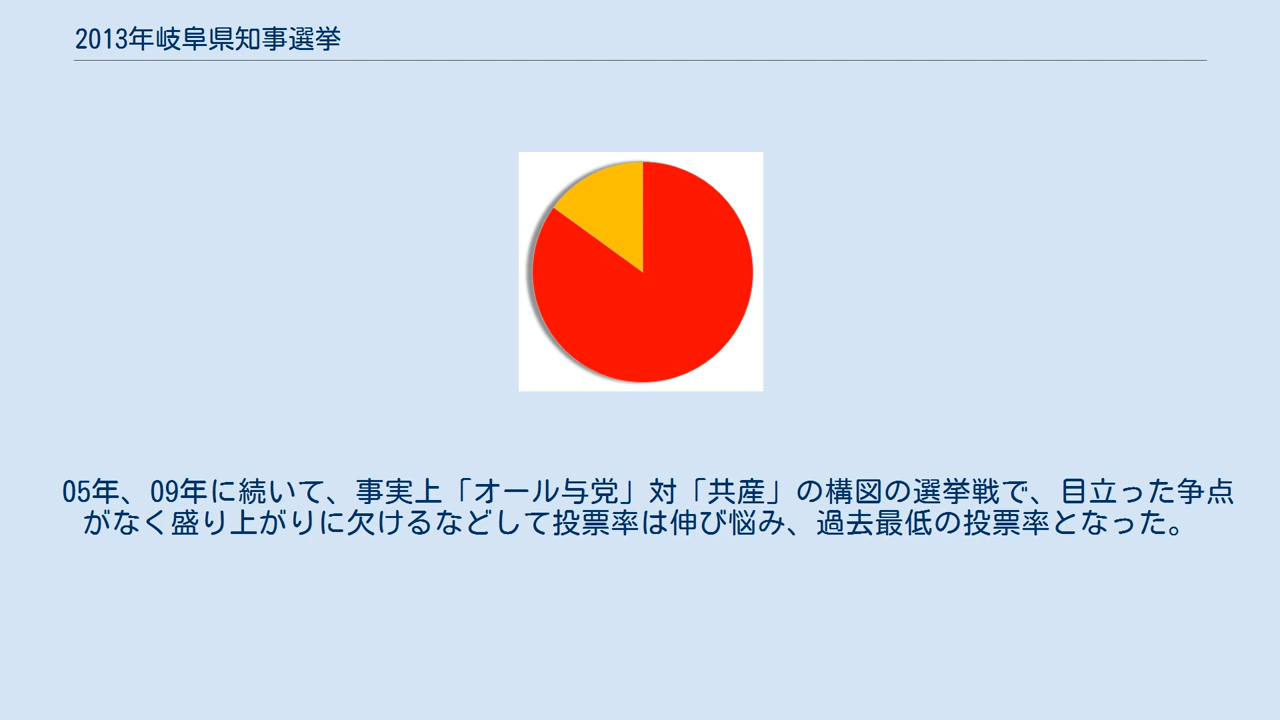 2013年岐阜県知事選挙
05年、09年に続いて、事実上「オール与党」対「共産」の構図の選挙戦で、目立った争点
がなく盛り上がりに欠けるなどして投票率は伸び悩み、過去最低の投票率となった。